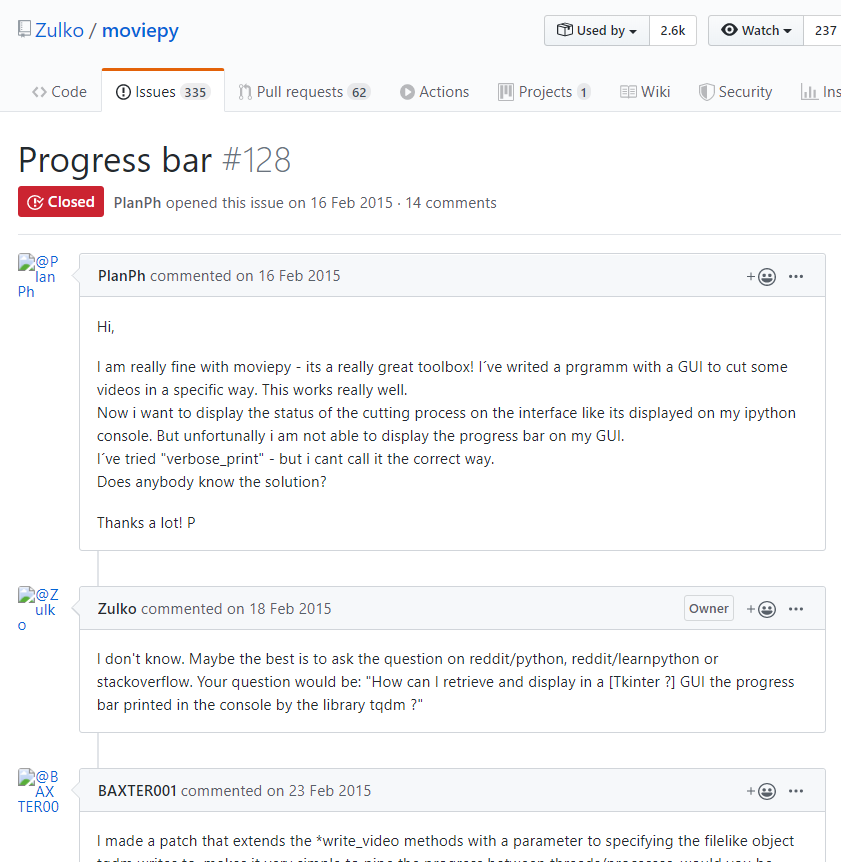 Zulko / moviepy
Used by 2.6k
Watch 237
Code
Issues 335
Pull requests 62
Actions
Projects 1
Wiki
Security
Ins
Progress bar #128
Closed PlanPh opened this issue on 16 Feb 2015 · 14 comments
@P
lan
Ph
PlanPh commented on 16 Feb 2015
Hi,
I am really fine with moviepy - its a really great toolbox! I´ve writed a prgramm with a GUI to cut some
videos in a specific way. This works really well.
Now i want to display the status of the cutting process on the interface like its displayed on my ipython
console. But unfortunally i am not able to display the progress bar on my GUI.
I´ve tried "verbose_print" - but i cant call it the correct way.
Does anybody know the solution?
Thanks a lot! P
@Z
ulk
o
Zulko commented on 18 Feb 2015
Owner
I don't know. Maybe the best is to ask the question on reddit/python, reddit/learnpython or
stackoverflow. Your question would be: "How can I retrieve and display in a [Tkinter ?] GUI the progress
bar printed in the console by the library tqdm ?"
@B
AX
TER00
BAXTER001 commented on 23 Feb 2015
I made a patch that extends the *write_video methods with a parameter to specifying the filelike object